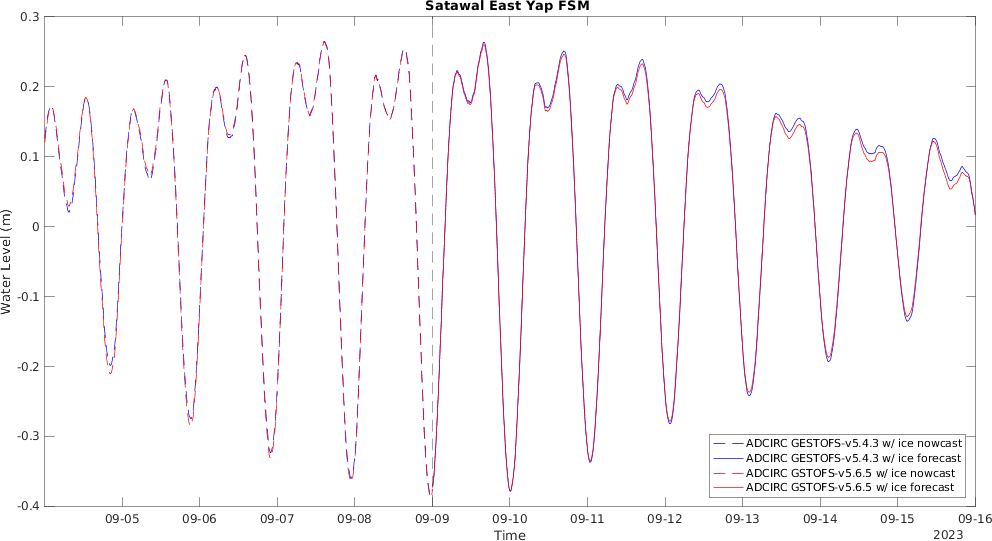 Satawal East Yap FSM
0.3
0.2
0.1
0
-0.1
-0.2
-0.3
-0.4
Water Level (m)
09-05 09-06 09-07 09-08 09-09 09-10 09-11 09-12 09-13 09-14 09-15 09-16
Time
2023
ADCIRC GESTOFS-v5.4.3 w/ ice nowcast
ADCIRC GESTOFS-v5.4.3 w/ ice forecast
ADCIRC GSTOFS-v5.6.5 w/ ice nowcast
ADCIRC GSTOFS-v5.6.5 w/ ice forecast